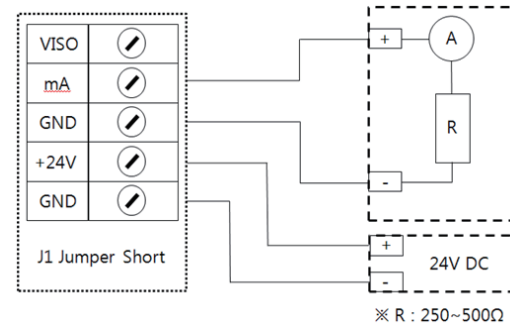 VISO
mA
GND
+24V
GND
J1 Jumper Short
+
A
R
-
+
24V DC
-
※ R : 250~500Ω